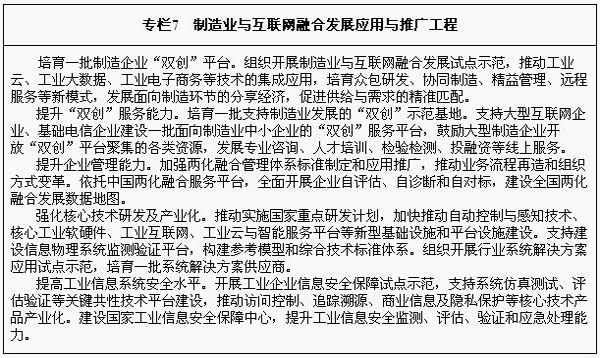 专栏7　制造业与互联网融合发展应用与推广工程
培育一批制造企业“双创”平台。组织开展制造业与互联网融合发展试点示范，推动工业
云、工业大数据、工业电子商务等技术的集成应用，培育众包研发、协同制造、精益管理、远程
服务等新模式，发展面向制造环节的分享经济，促进供给与需求的精准匹配。
提升“双创”服务能力。培育一批支持制造业发展的“双创”示范基地。支持大型互联网企
业、基础电信企业建设一批面向制造业中小企业的“双创”服务平台，鼓励大型制造企业开
放“双创”平台聚集的各类资源，发展专业咨询、人才培训、检验检测、投融资等线上服务。
提升企业管理能力。加强两化融合管理体系标准制定和应用推广，推动业务流程再造和组织
方式变革。依托中国两化融合服务平台，全面开展企业自评估、自诊断和自对标，建设全国两化
融合发展数据地图。
强化核心技术研发及产业化。推动实施国家重点研发计划，加快推动自动控制与感知技术、
核心工业软硬件、工业互联网、工业云与智能服务平台等新型基础设施和平台设施建设。支持建
设信息物理系统监测验证平台，构建参考模型和综合技术标准体系。组织开展行业系统解决方案
应用试点示范，培育一批系统解决方案供应商。
提高工业信息系统安全水平。开展工业企业信息安全保障试点示范，支持系统仿真测试、评
估验证等关键共性技术平台建设，推动访问控制、追踪溯源、商业信息及隐私保护等核心技术产
品产业化。建设国家工业信息安全保障中心，提升工业信息安全监测、评估、验证和应急处理能
力。